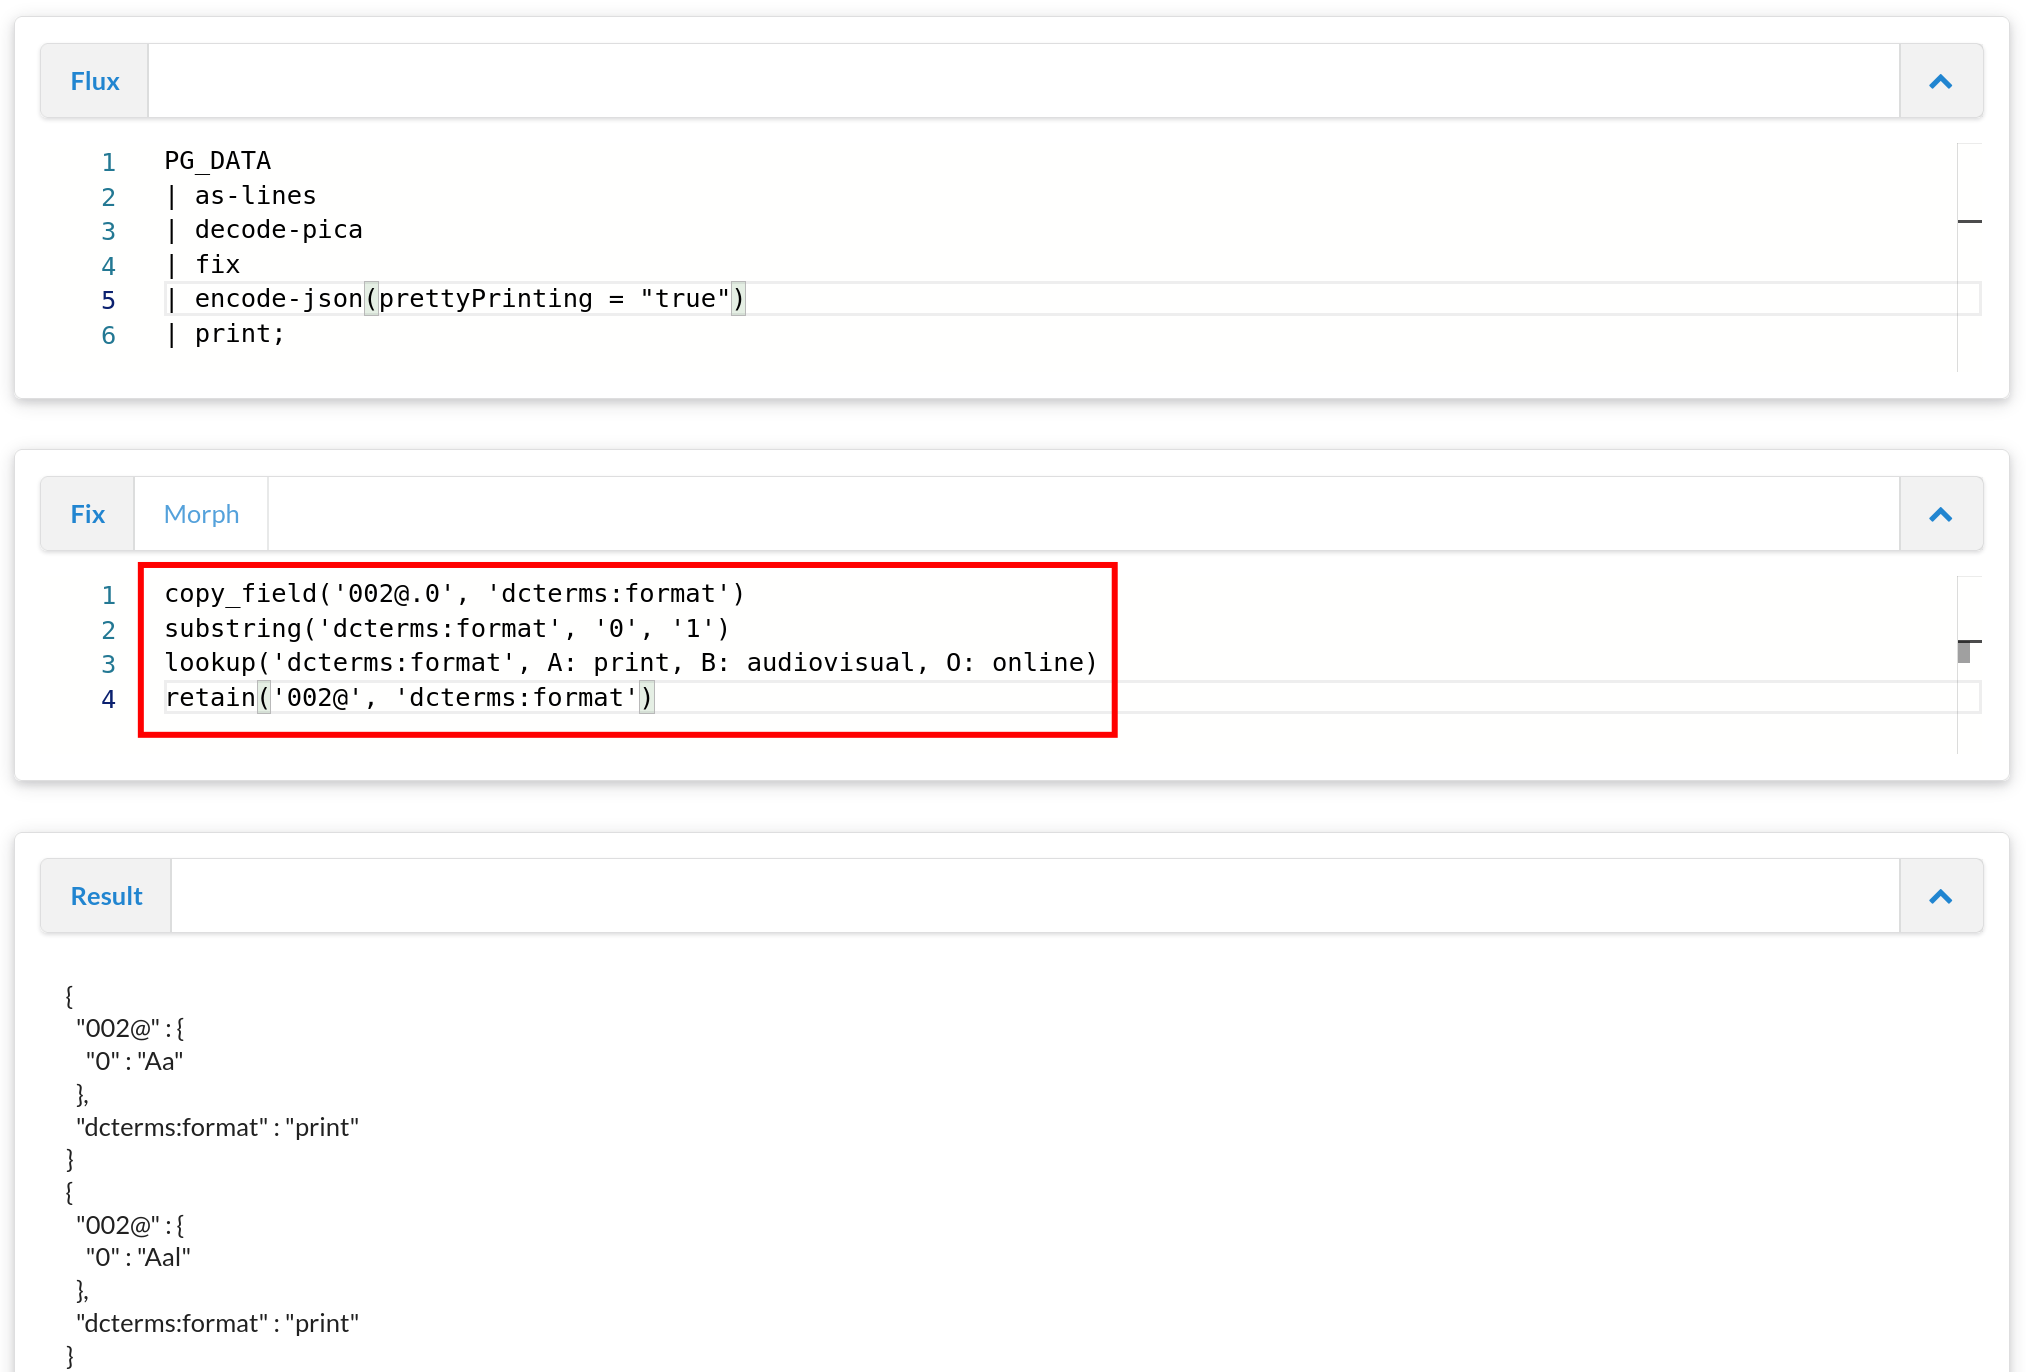 Flux
1 PG_DATA
2 | as-lines
3 | decode-pica
4 | fix
5 | encode-json(prettyPrinting = "true")
6 | print;
Fix Morph
1 copy_field('002@.0', 'dcterms:format')
2 substring('dcterms:format', '0', '1')
3 lookup('dcterms:format', A: print, B: audiovisual, O: online)
4 retain('002@', 'dcterms:format')
Result
{
"002@" : {
"0" : "Aa"
},
"dcterms:format" : "print"
}
{
"002@" : {
"0" : "Aal"
},
"dcterms:format" : "print"
}